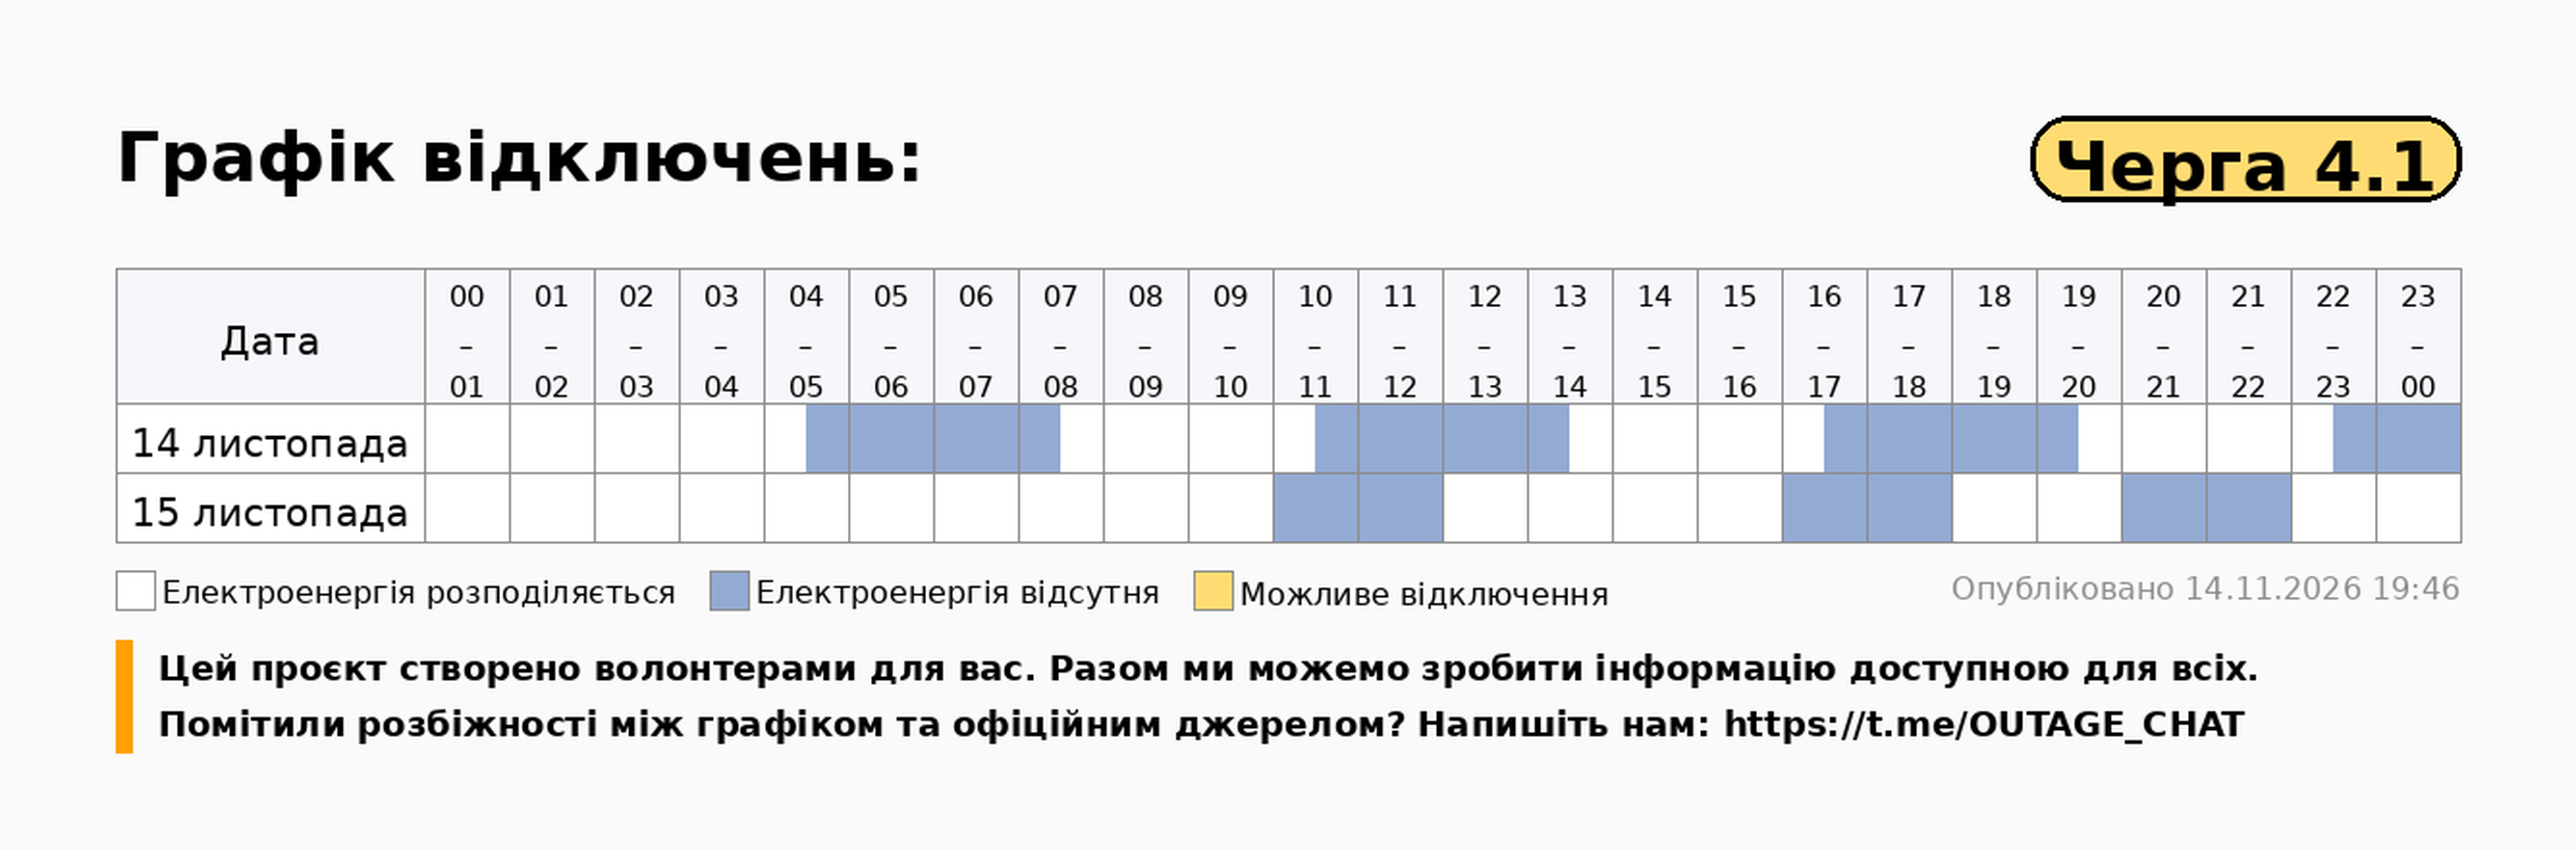 Графік відключень:
Черга 4.1
Дата 00 – 01 01 – 02 02 – 03 03 – 04 04 – 05 05 – 06 06 – 07 07 – 08 08 – 09 09 – 10 10 – 11 11 – 12 12 – 13 13 – 14 14 – 15 15 – 16 16 – 17 17 – 18 18 – 19 19 – 20 20 – 21 21 – 22 22 – 23 23 – 00
14 листопада
15 листопада
Електроенергія розподіляється Електроенергія відсутня Можливе відключення Опубліковано 14.11.2026 19:46
Цей проєкт створено волонтерами для вас. Разом ми можемо зробити інформацію доступною для всіх.
Помітили розбіжності між графіком та офіційним джерелом? Напишіть нам: https://t.me/OUTAGE_CHAT